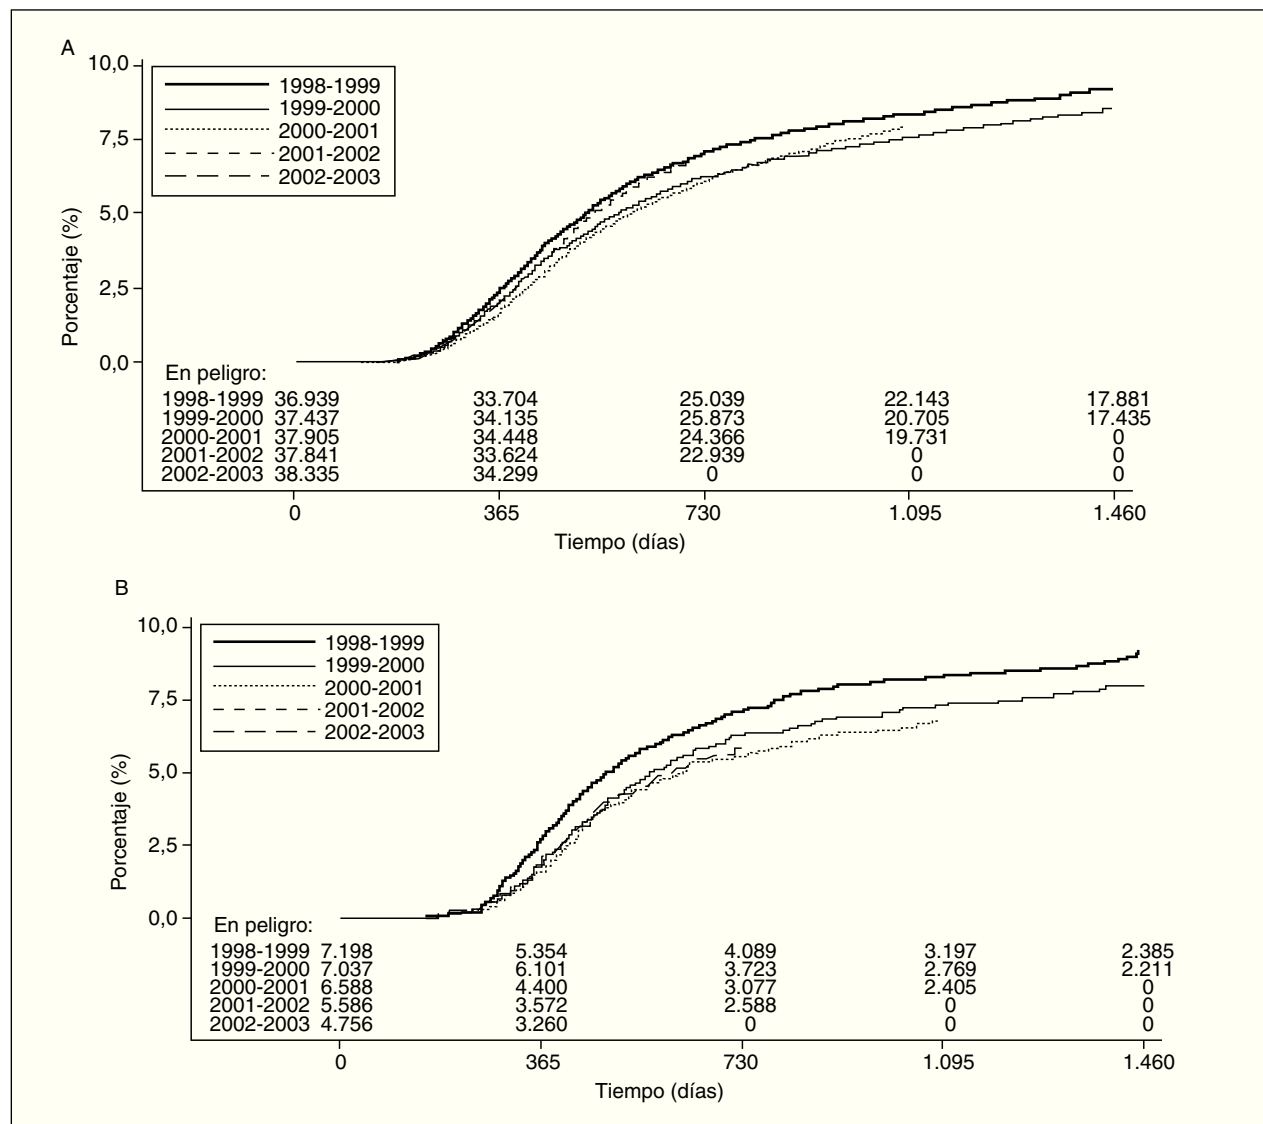 A
10,0
1998-1999
1999-2000
2000-2001
2001-2002
2002-2003
7,5
5,0
2,5
0,0
Porcentaje (%)
En peligro:
1998-1999 36.939 33.704 25.039 22.143 17.881
1999-2000 37.437 34.135 25.873 20.705 17.435
2000-2001 37.905 34.448 24.366 19.731 0
2001-2002 37.841 33.624 22.939 0 0
2002-2003 38.335 34.299 0 0 0
0 365 730 1.095 1.460
Tiempo (días)
B
10,0
1998-1999
1999-2000
2000-2001
2001-2002
2002-2003
7,5
5,0
2,5
0,0
Porcentaje (%)
En peligro:
1998-1999 7.198 5.354 4.089 3.197 2.385
1999-2000 7.037 6.101 3.723 2.769 2.211
2000-2001 6.588 4.400 3.077 2.405 0
2001-2002 5.586 3.572 2.588 0 0
2002-2003 4.756 3.260 0 0 0
0 365 730 1.095 1.460
Tiempo (días)